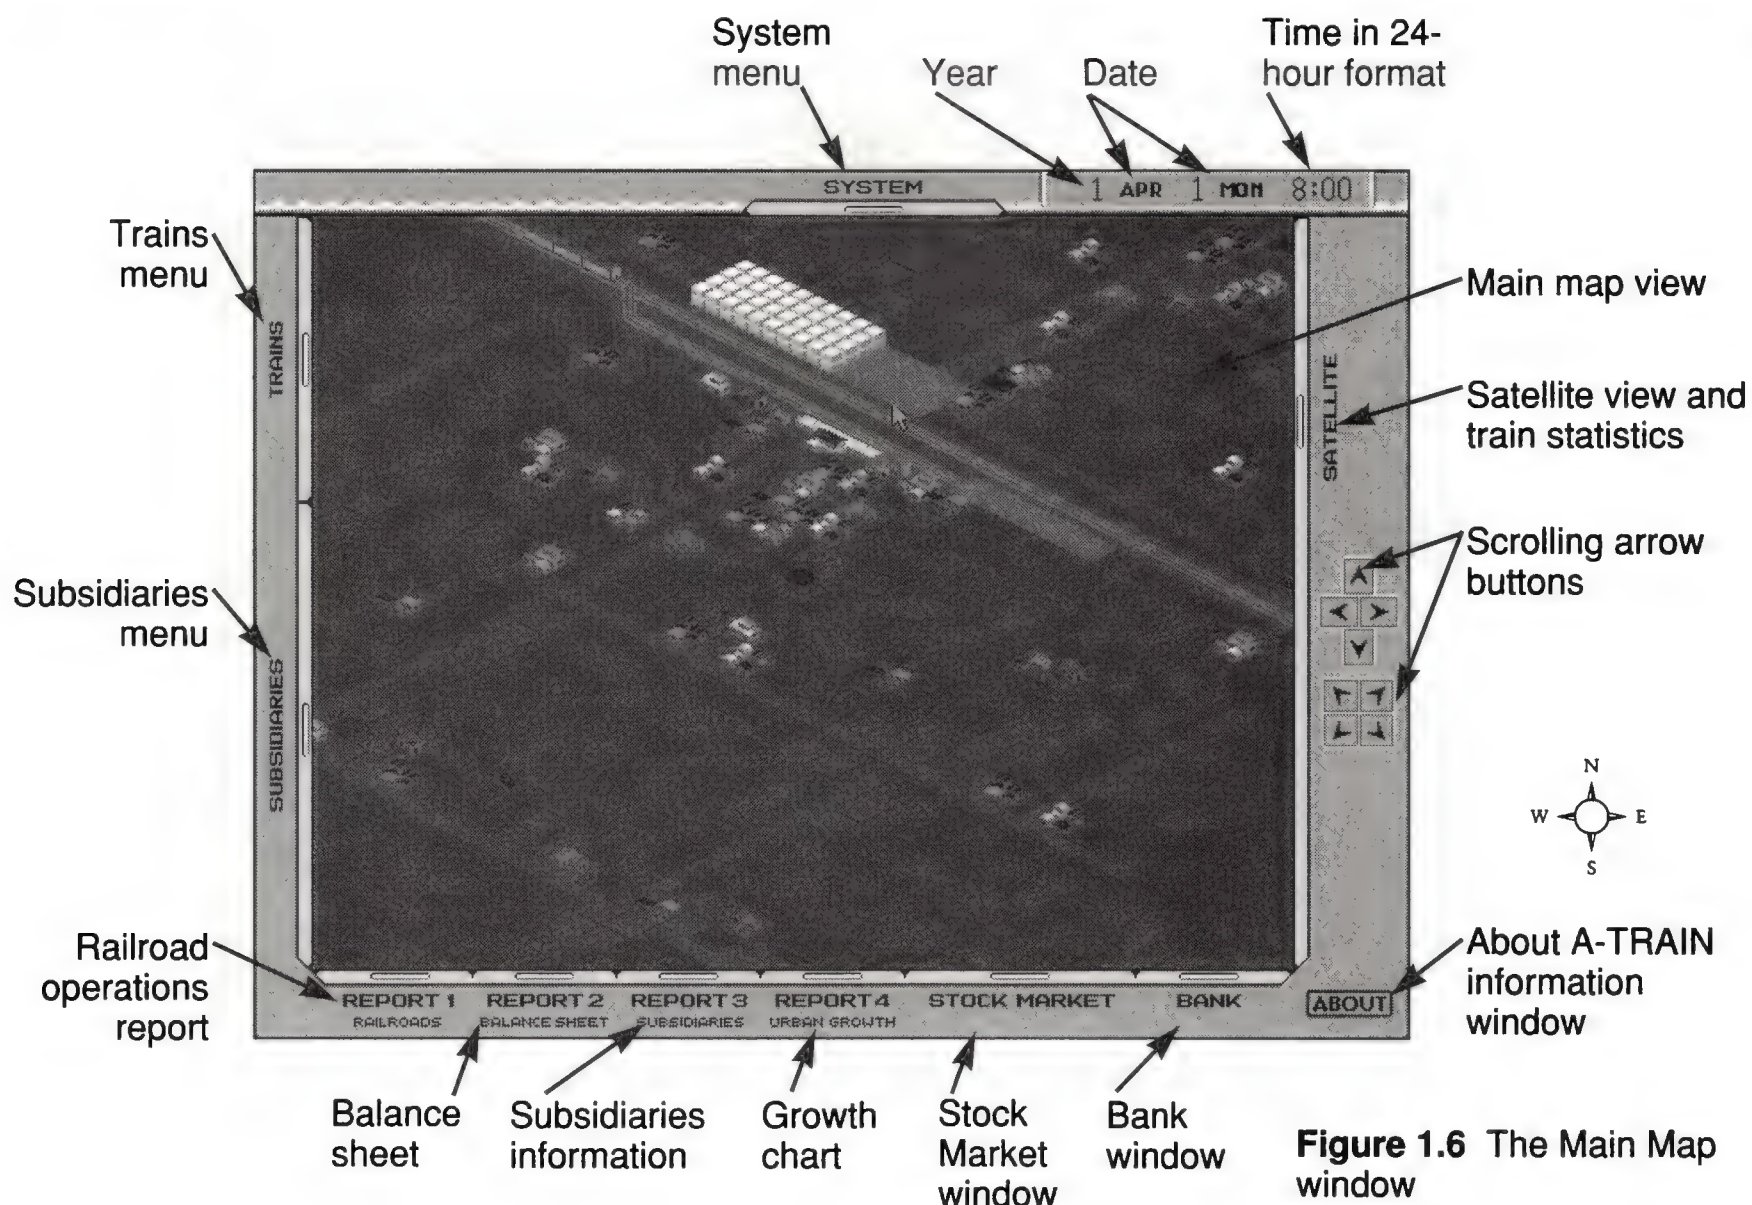 System
menu
Year
Date
Time in 24-
hour format
SYSTEM
1 APR 1 MON 8:00
Trains
menu
TRAINS
Main map view
SATELLITE
Satellite view and
train statistics
Scrolling arrow
buttons
Subsidiaries
menu
SUBSIDIARIES
N
W E
S
Railroad
operations
report
About A-TRAIN
information
window
REPORT 1 REPORT 2 REPORT 3 REPORT 4 STOCK MARKET BANK ABOUT
RAILROADS BALANCE SHEET SUBSIDIARIES URBAN GROWTH
Balance
sheet
Subsidiaries
information
Growth
chart
Stock
Market
window
Bank
window
Figure 1.6 The Main Map
window